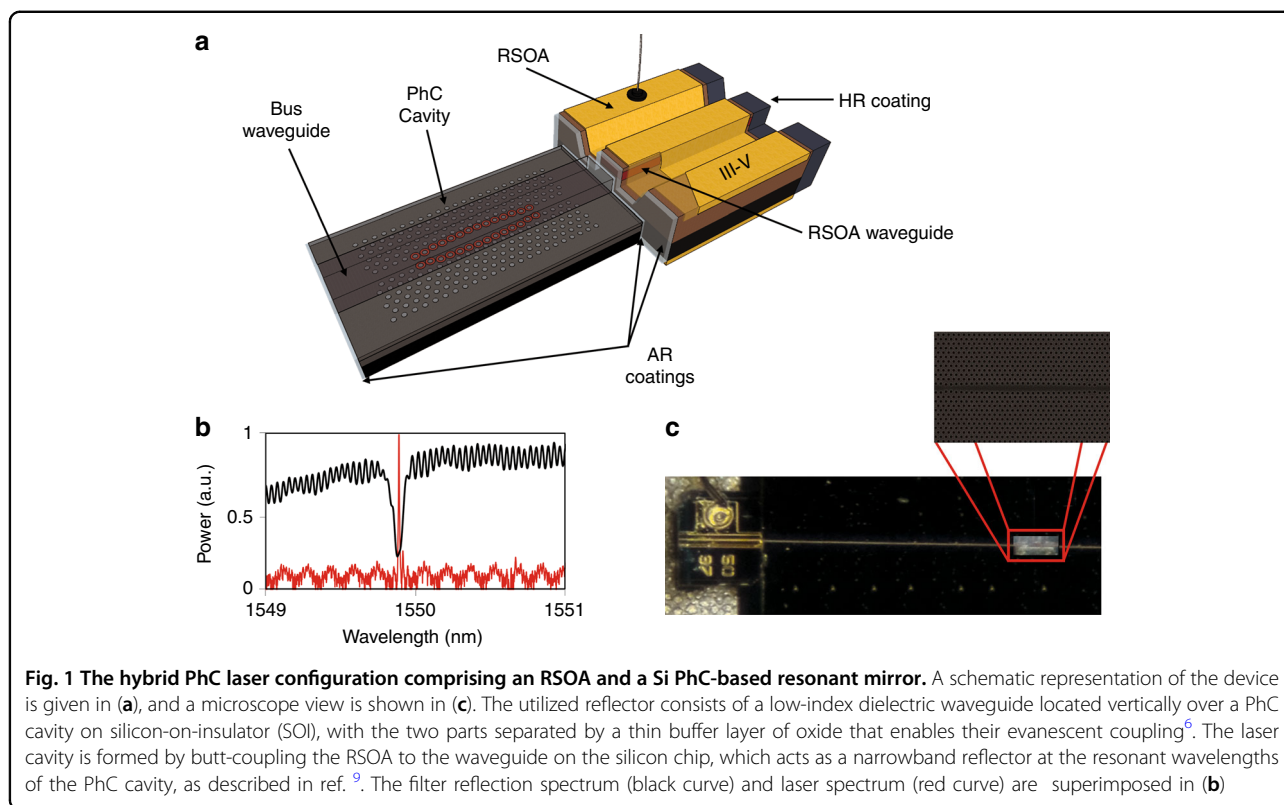 a
RSOA
PhC
Cavity
Bus
waveguide
HR coating
III-V
RSOA waveguide
AR
coatings
b
1
0.5
0
Power (a.u.)
1549
1550
1551
Wavelength (nm)
c
50
97
Fig. 1 The hybrid PhC laser configuration comprising an RSOA and a Si PhC-based resonant mirror. A schematic representation of the device
is given in (a), and a microscope view is shown in (c). The utilized reflector consists of a low-index dielectric waveguide located vertically over a PhC
cavity on silicon-on-insulator (SOI), with the two parts separated by a thin buffer layer of oxide that enables their evanescent coupling6. The laser
cavity is formed by butt-coupling the RSOA to the waveguide on the silicon chip, which acts as a narrowband reflector at the resonant wavelengths
of the PhC cavity, as described in ref. 9. The filter reflection spectrum (black curve) and laser spectrum (red curve) are superimposed in (b)